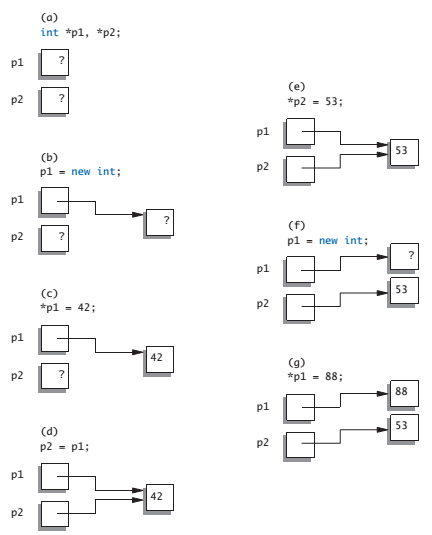 (a)
int *p1, *p2;
p1 ?
p2 ?
(b)
p1 = new int;
p1
?
p2 ?
(c)
*p1 = 42;
p1
42
p2 ?
(d)
p2 = p1;
p1
42
p2
(e)
*p2 = 53;
p1
53
p2
(f)
p1 = new int;
?
p1
53
p2
(g)
*p1 = 88;
88
p1
53
p2